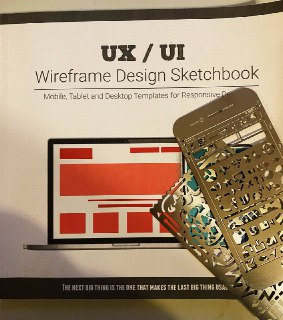 UX / UI
Wireframe Design Sketchbook
Mobile, Tablet and Desktop Templates for Responsive
The next big thing is the one that makes the last big thing